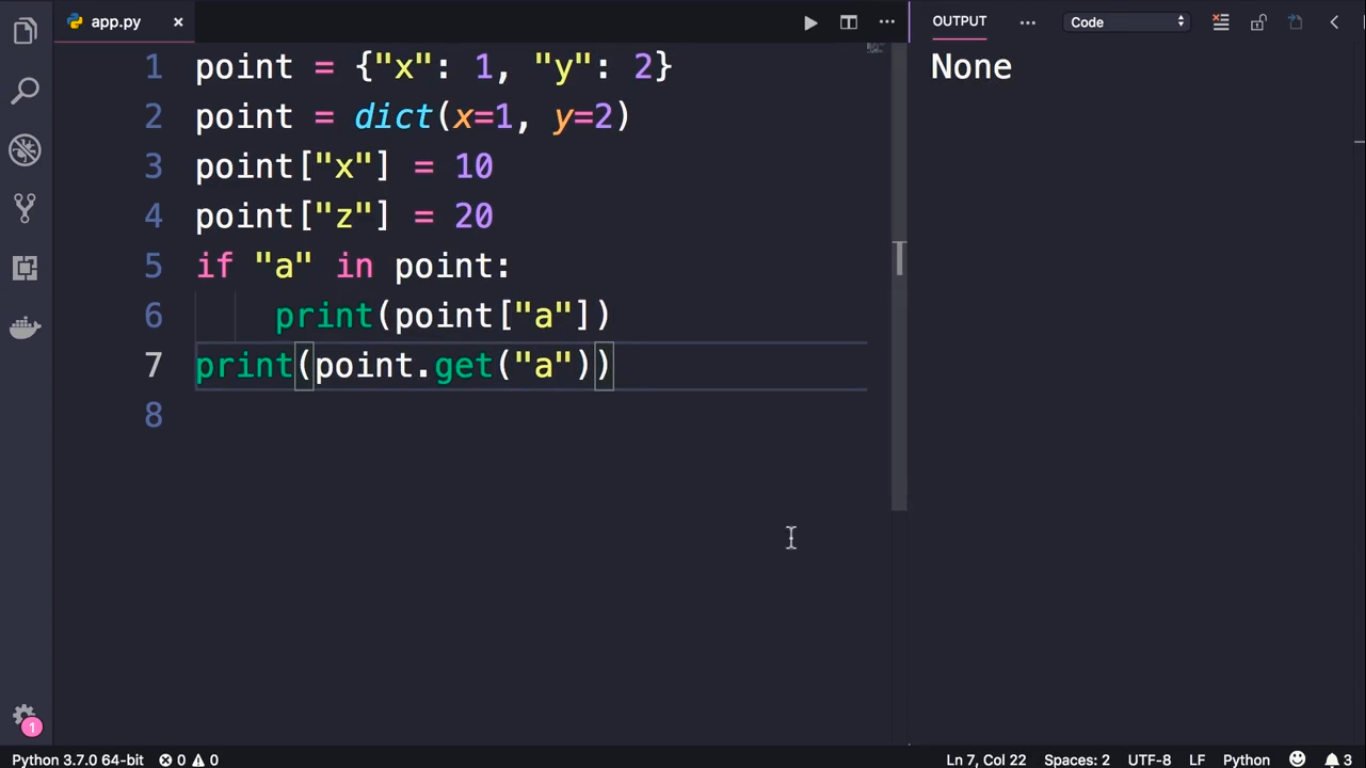 app.py
OUTPUT
Code
1 point = {"x": 1, "y": 2}
2 point = dict(x=1, y=2)
3 point["x"] = 10
4 point["z"] = 20
5 if "a" in point:
6 print(point["a"])
7 print(point.get("a"))
8
None
1
Python 3.7.0 64-bit 0 0 Ln 7, Col 22 Spaces: 2 UTF-8 LF Python 3